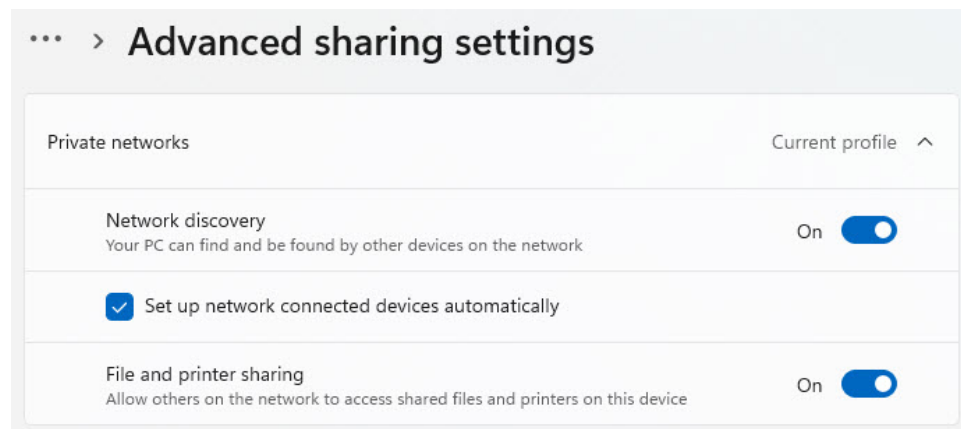 ... > Advanced sharing settings
Private networks Current profile
Network discovery
Your PC can find and be found by other devices on the network
On
Set up network connected devices automatically
File and printer sharing
Allow others on the network to access shared files and printers on this device
On